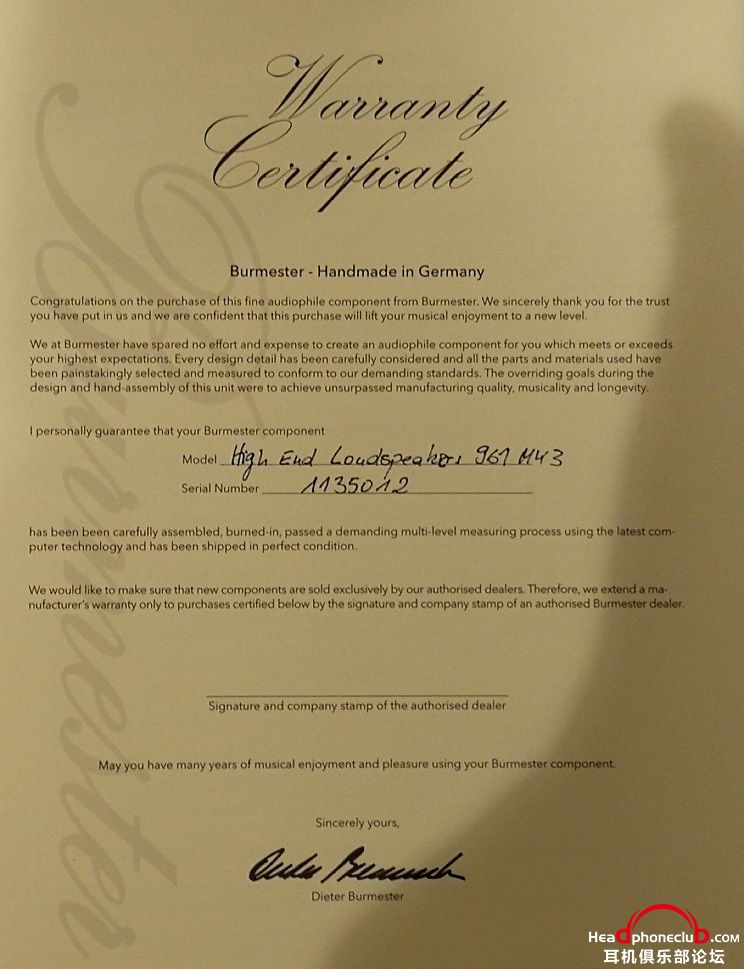 Warranty
Certificate
Burmester - Handmade in Germany
Congratulations on the purchase of this fine audiophile component from Burmester. We sincerely thank you for the trust
you have put in us and we are confident that this purchase will lift your musical enjoyment to a new level.
We at Burmester have spared no effort and expense to create an audiophile component for you which meets or exceeds
your highest expectations. Every design detail has been carefully considered and all the parts and materials used have
been painstakingly selected and measured to conform to our demanding standards. The overriding goals during the
design and hand-assembly of this unit were to achieve unsurpassed manufacturing quality, musicality and longevity.
I personally guarantee that your Burmester component
Model High End Loudspeakers 961 MK3
Serial Number 1135012
has been been carefully assembled, burned-in, passed a demanding multi-level measuring process using the latest com-
puter technology and has been shipped in perfect condition.
We would like to make sure that new components are sold exclusively by our authorised dealers. Therefore, we extend a ma-
nufacturer's warranty only to purchases certified below by the signature and company stamp of an authorised Burmester dealer.
Signature and company stamp of the authorised dealer
May you have many years of musical enjoyment and pleasure using your Burmester component.
Sincerely yours,
Dieter Burmester
Dieter Burmester
Burmester
HeadphonecluD.com
耳机俱乐部论坛